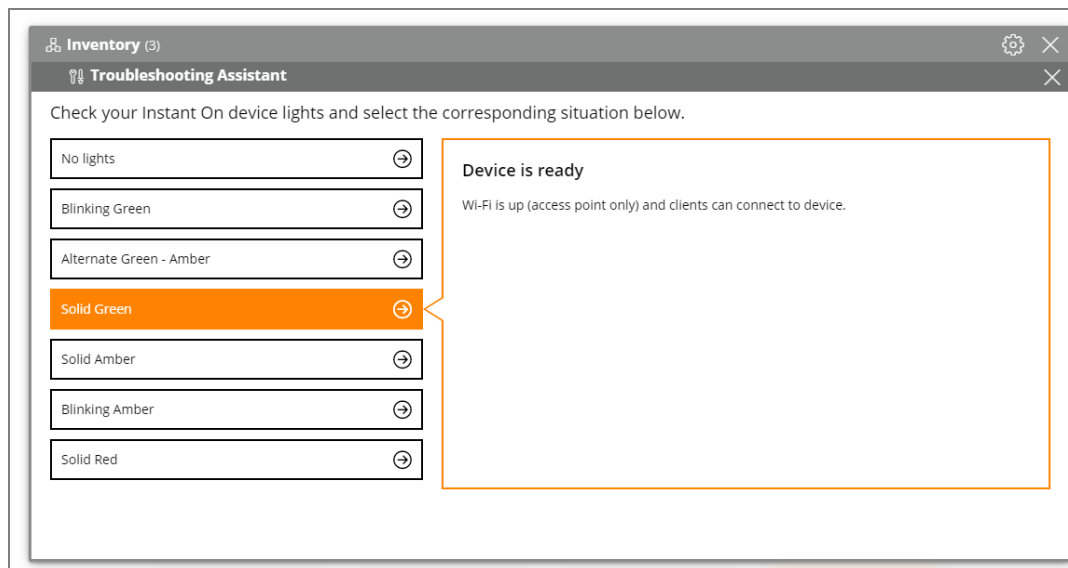 Inventory (3)
Troubleshooting Assistant
Check your Instant On device lights and select the corresponding situation below.
No lights
Blinking Green
Alternate Green - Amber
Solid Green
Solid Amber
Blinking Amber
Solid Red
Device is ready
Wi-Fi is up (access point only) and clients can connect to device.